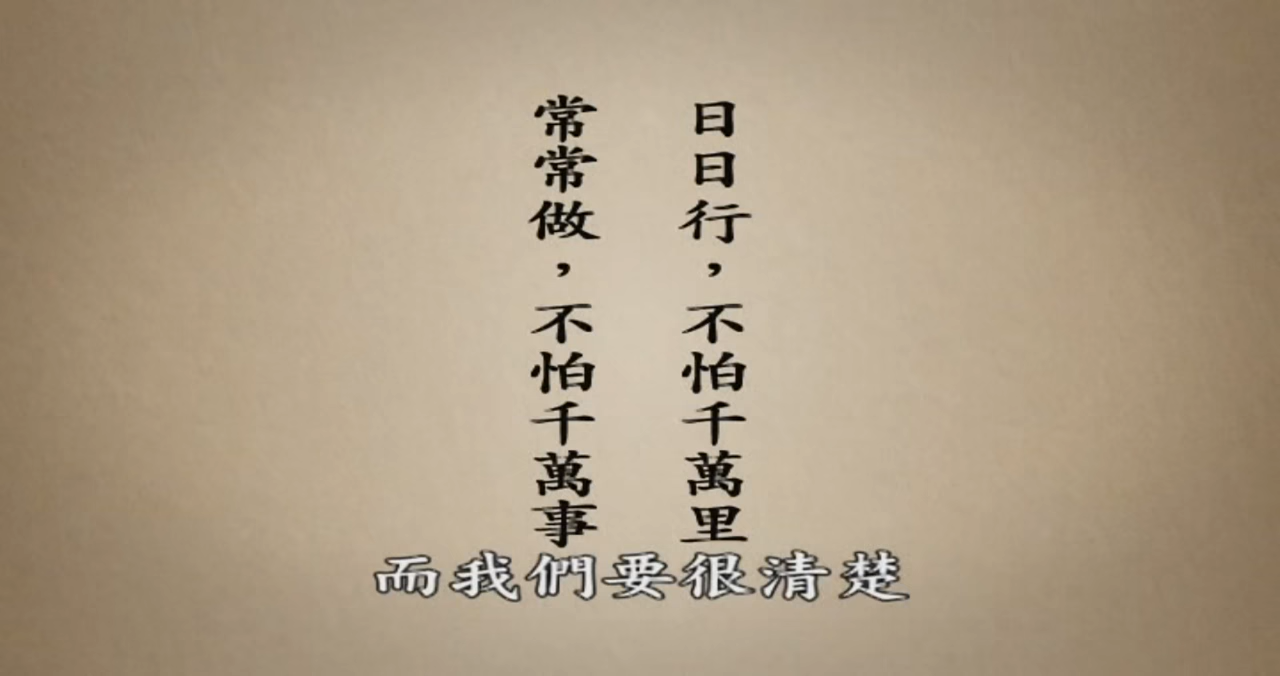 日日行，不怕千萬里
常常做，不怕千萬事
而我們要很清楚